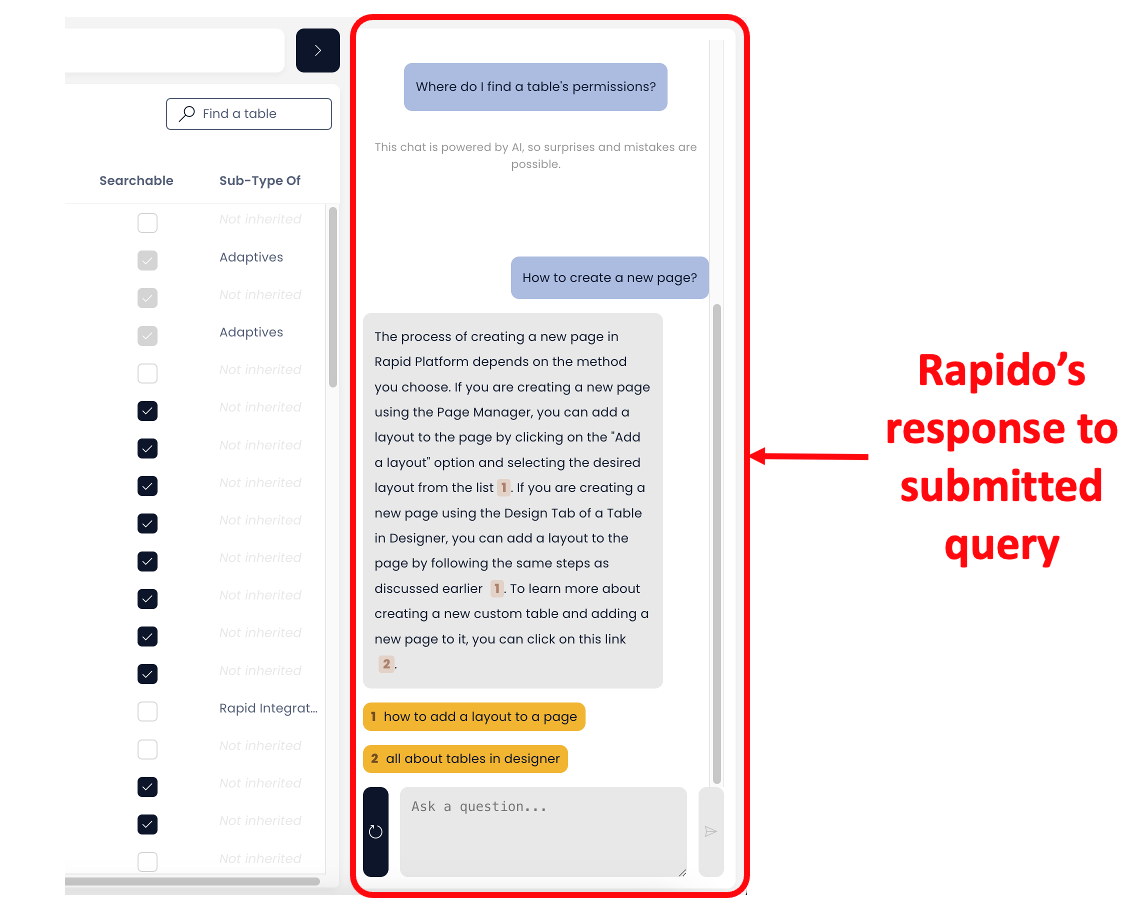 Find a table
Searchable Sub-Type Of
Not inherited
Adaptives
Not inherited
Adaptives
Not inherited
Not inherited
Not inherited
Not inherited
Not inherited
Not inherited
Not inherited
Not inherited
Not inherited
Rapid Integrat...
Not inherited
Not inherited
Not inherited
Not inherited
Where do I find a table's permissions?
This chat is powered by AI, so surprises and mistakes are
possible.
How to create a new page?
The process of creating a new page in
Rapid Platform depends on the method
you choose. If you are creating a new page
using the Page Manager, you can add a
layout to the page by clicking on the "Add
a layout" option and selecting the desired
layout from the list 1. If you are creating a
new page using the Design Tab of a Table
in Designer, you can add a layout to the
page by following the same steps as
discussed earlier 1. To learn more about
creating a new custom table and adding a
new page to it, you can click on this link
2.
1 how to add a layout to a page
2 all about tables in designer
Ask a question...
Rapido's
response to
submitted
query